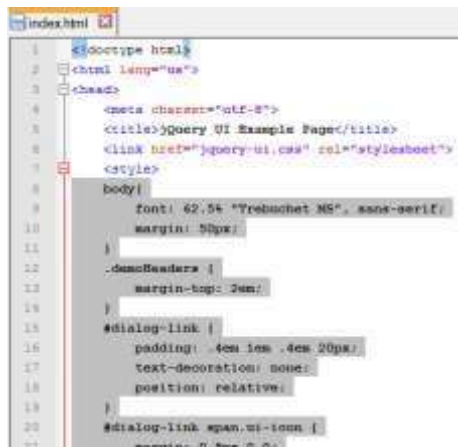 index.html
1 <!doctype html>
2 <html lang="us">
3 <head>
4 <meta charset="utf-8">
5 <title>jQuery UI Example Page</title>
6 <link href="jquery-ui.css" rel="stylesheet">
7 <style>
8 body{
9 font: 62.5% "Trebuchet MS", sans-serif;
10 margin: 50px;
11 }
12 .demoHeaders {
13 margin-top: 2em;
14 }
15 #dialog-link {
16 padding: .4em 1em .4em 20px;
17 text-decoration: none;
18 position: relative;
19 }
20 #dialog-link span.ui-icon {